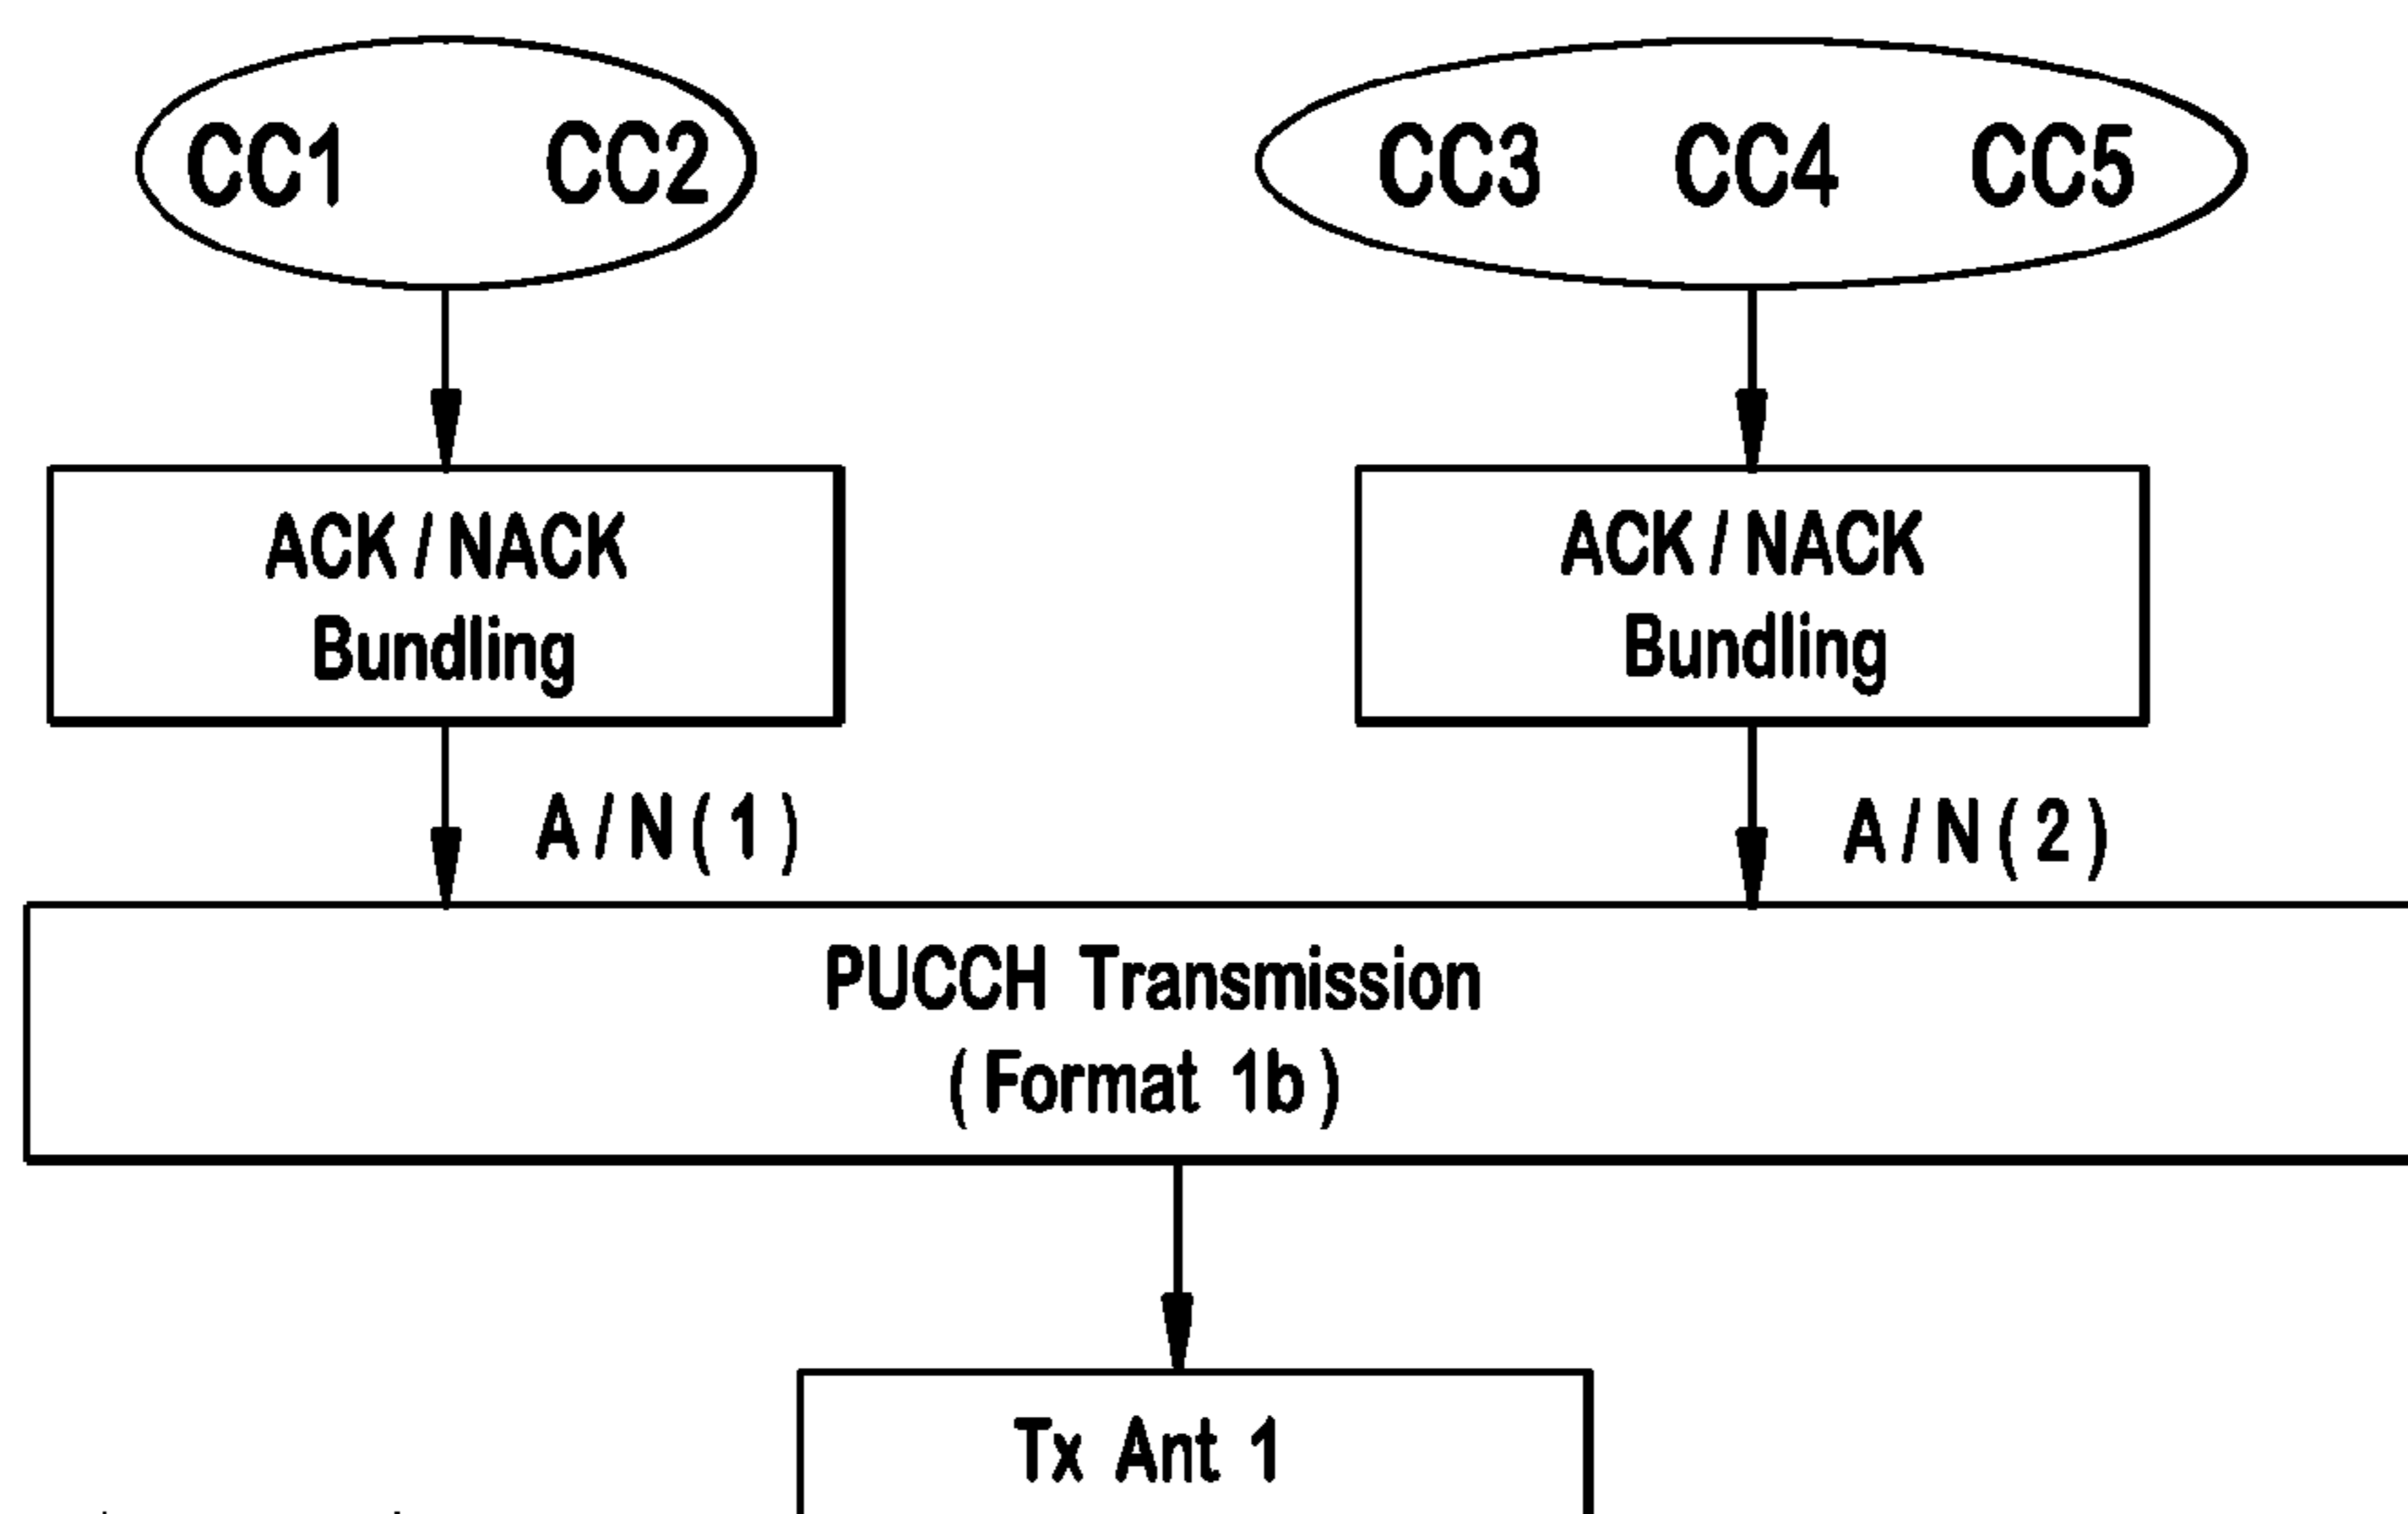 CC1 CC2
CC3 CC4 CC5
ACK / NACK
Bundling
ACK / NACK
Bundling
A / N ( 1 )
A / N ( 2 )
PUCCH Transmission
( Format 1b )
Tx Ant 1